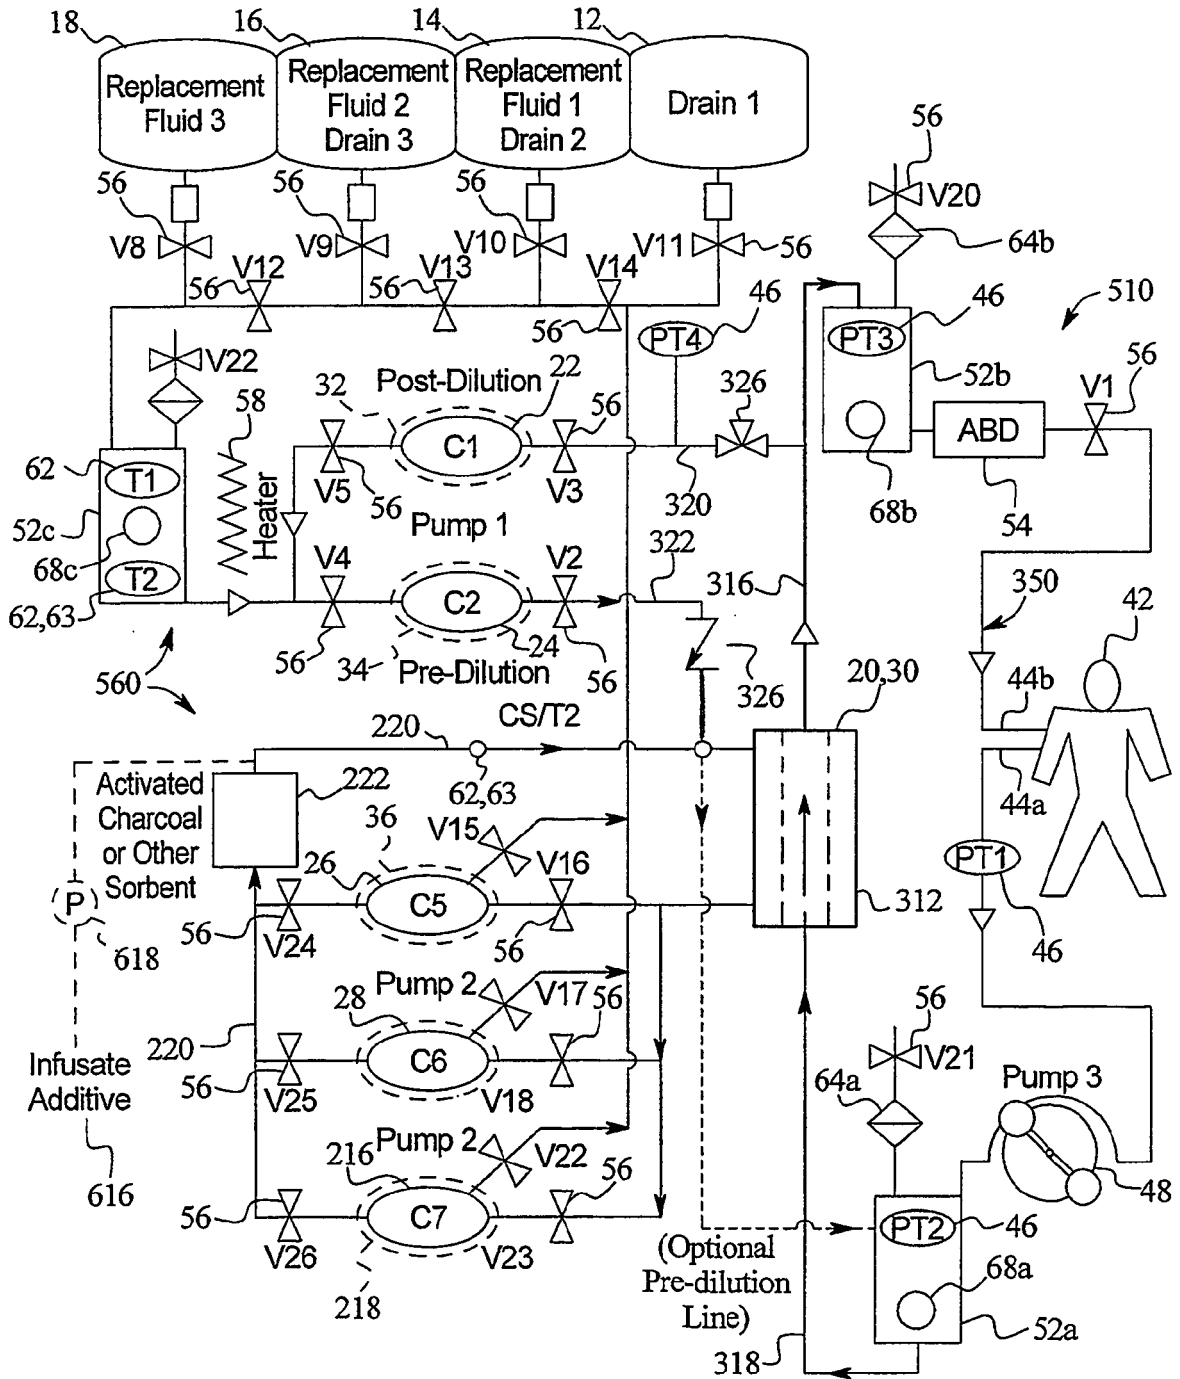 18
16
14
12
Replacement
Fluid 3
Replacement
Fluid 2
Drain 3
Replacement
Fluid 1
Drain 2
Drain 1
56
V8
56
V9
56
V10
V11
56
56
V20
64b
56
V12
56
V13
V14
56
46
PT4
46
PT3
510
52b
56
V1
V22
58
32
Post-Dilution
22
56
326
C1
ABD
62
T1
V5
56
V3
320
68b
54
52c
Heater
Pump 1
68c
T2
V4
V2
322
316
350
42
62,63
C2
56
34
24
56
Pre-Dilution
326
20,30
44b
560
CS/T2
220
44a
Activated
Charcoal
or Other
Sorbent
222
62,63
V15
36
V16
PT1
26
C5
P
56
V24
56
312
46
618
Pump 2
V17
56
28
56
V21
220
C6
Pump 3
Infusate
Additive
56
V25
V18
64a
Pump 2
V22
216
56
616
56
C7
48
V26
V23
PT2
46
218
(Optional
Pre-dilution
Line)
68a
52a
318